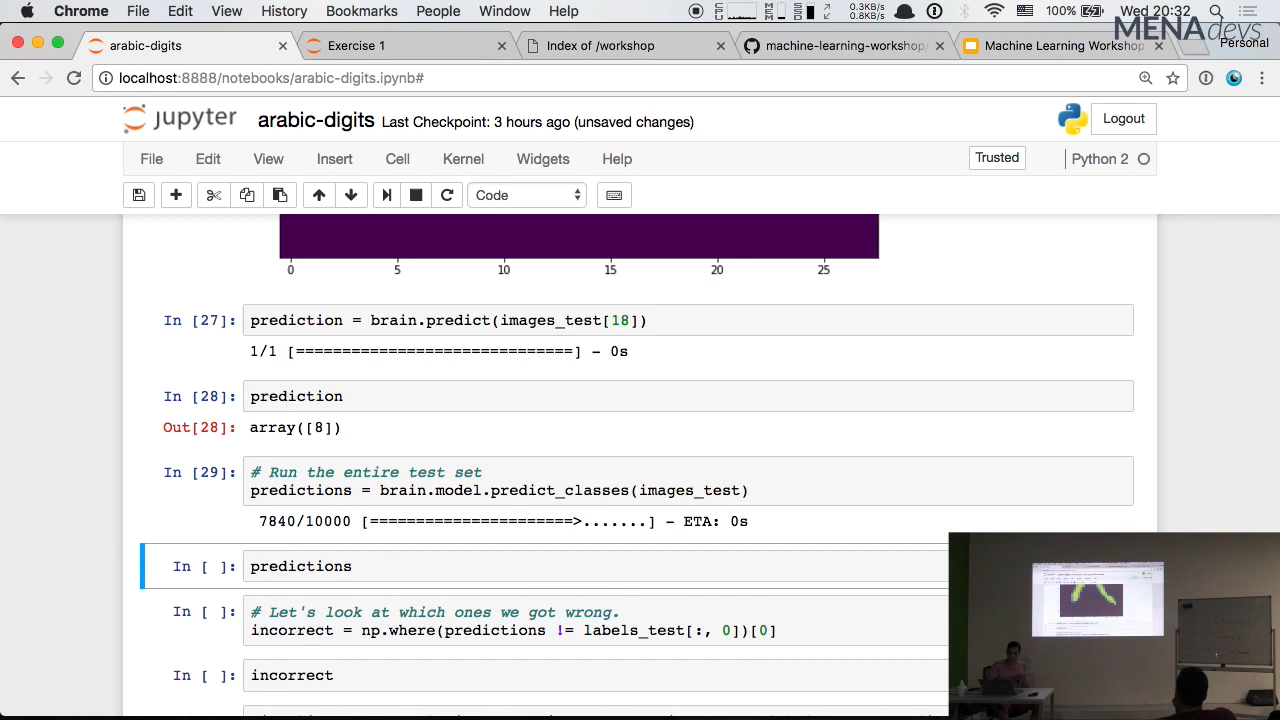 Chrome File Edit View History Bookmarks People Window Help 0.3KB/s 0.8KB/s 100% Wed 20:32
MENAdevs
arabic-digits Exercise 1 Index of /workshop machine-learning-workshop/ Machine Learning Workshop Personal
localhost:8888/notebooks/arabic-digits.ipynb#
jupyter arabic-digits Last Checkpoint: 3 hours ago (unsaved changes) Logout
File Edit View Insert Cell Kernel Widgets Help Trusted Python 2
Code
0 5 10 15 20 25
In [27]: prediction = brain.predict(images_test[18])
1/1 [==============================] - 0s
In [28]: prediction
Out[28]: array([8])
In [29]: # Run the entire test set
predictions = brain.model.predict_classes(images_test)
7840/10000 [======================>.......] - ETA: 0s
In [ ]: predictions
In [ ]: # Let's look at which ones we got wrong.
incorrect = np.where(predictions != labels_test[:, 0])[0]
In [ ]: incorrect